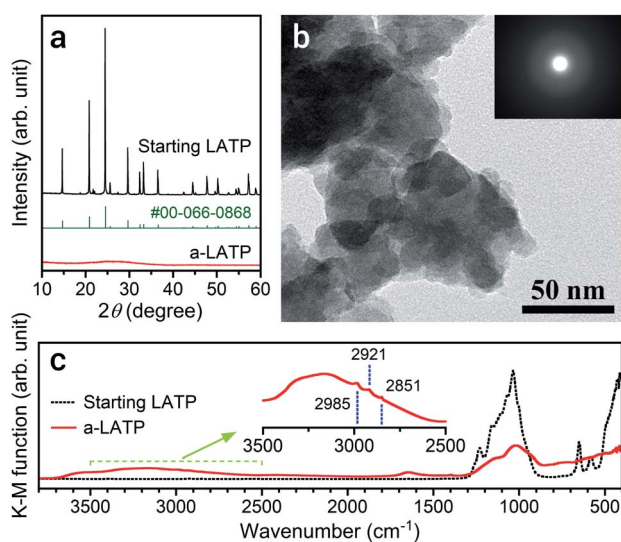 a
Intensity (arb. unit)
Starting LATP
#00-066-0868
a-LATP
10 20 30 40 50 60
2θ (degree)
b
50 nm
c
K-M function (arb. unit)
Starting LATP
a-LATP
2921
2851
2985
3500 3000 2500
3500 3000 2500 2000 1500 1000 500
Wavenumber (cm⁻¹)